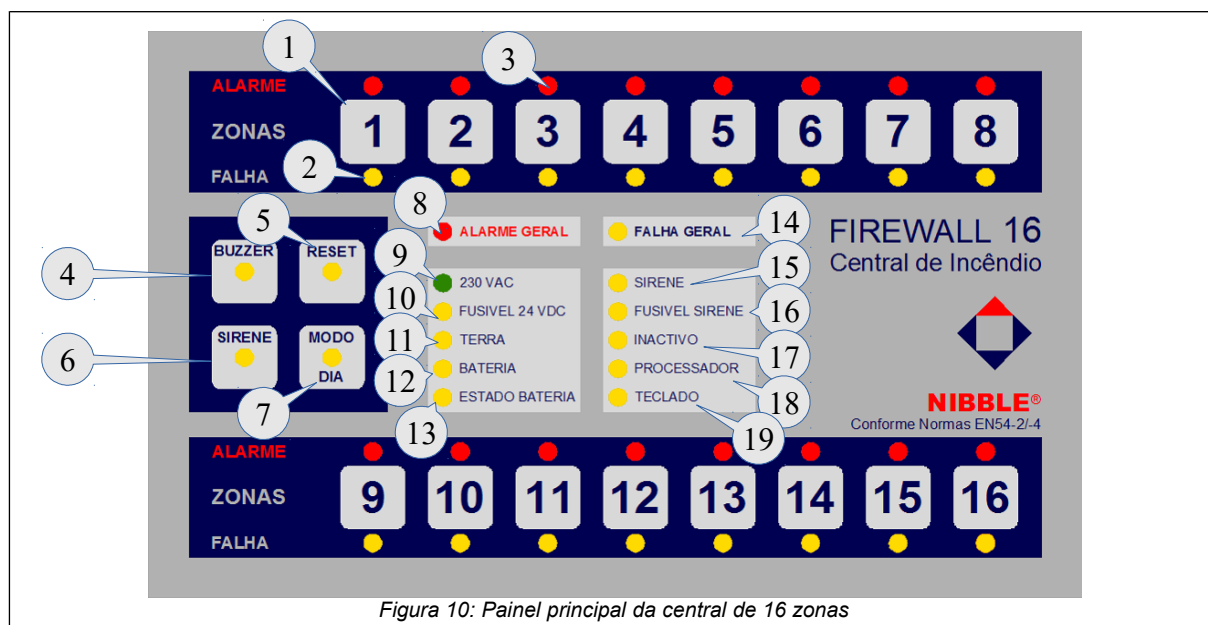 1
3
ALARME
ZONAS 1 2 3 4 5 6 7 8
2
FALHA
5
8
14
4
BUZZER RESET
ALARME GERAL
FALHA GERAL
FIREWALL 16
Central de Incêndio
9
15
230 VAC
SIRENE
10
FUSIVEL 24 VDC
FUSIVEL SIRENE
16
6
SIRENE
MODO
DIA
11
TERRA
INACTIVO
17
12
BATERIA
PROCESSADOR
18
7
13
ESTADO BATERIA
TECLADO
19
NIBBLE®
Conforme Normas EN54-2/-4
ALARME
ZONAS 9 10 11 12 13 14 15 16
FALHA
Figura 10: Painel principal da central de 16 zonas